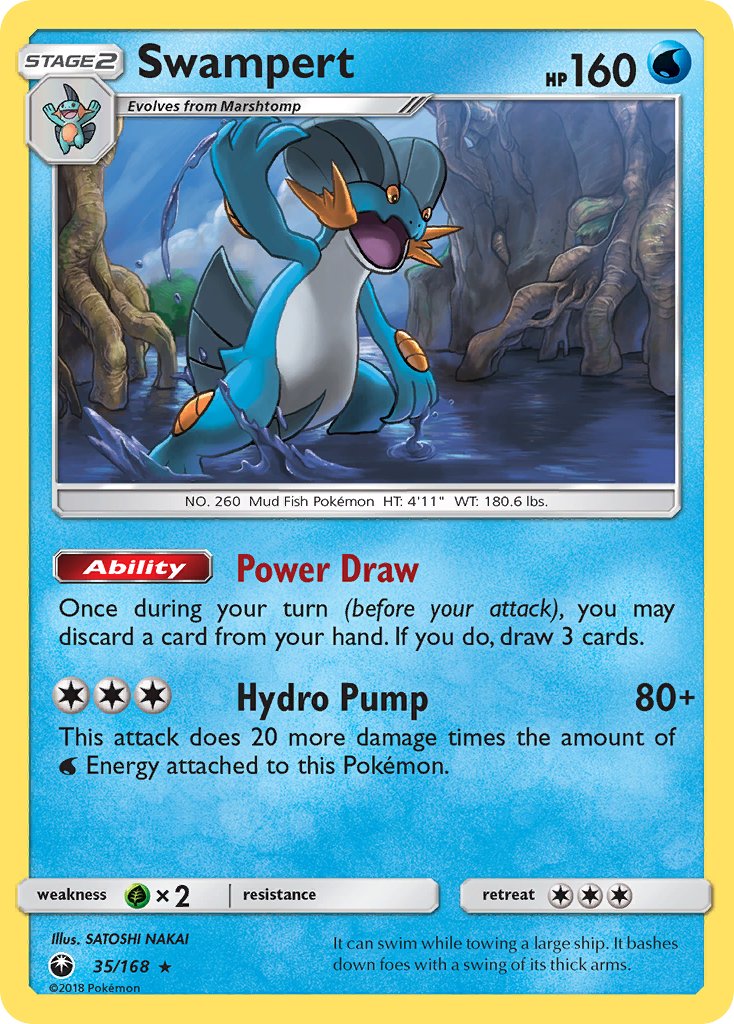 STAGE2
Swampert
HP 160
Evolves from Marshtomp
NO. 260 Mud Fish Pokémon HT: 4'11" WT: 180.6 lbs.
Ability Power Draw
Once during your turn (before your attack), you may
discard a card from your hand. If you do, draw 3 cards.
Hydro Pump 80+
This attack does 20 more damage times the amount of
Energy attached to this Pokémon.
weakness ×2 resistance retreat
Illus. SATOSHI NAKAI
35/168 ★
©2018 Pokémon
It can swim while towing a large ship. It bashes
down foes with a swing of its thick arms.